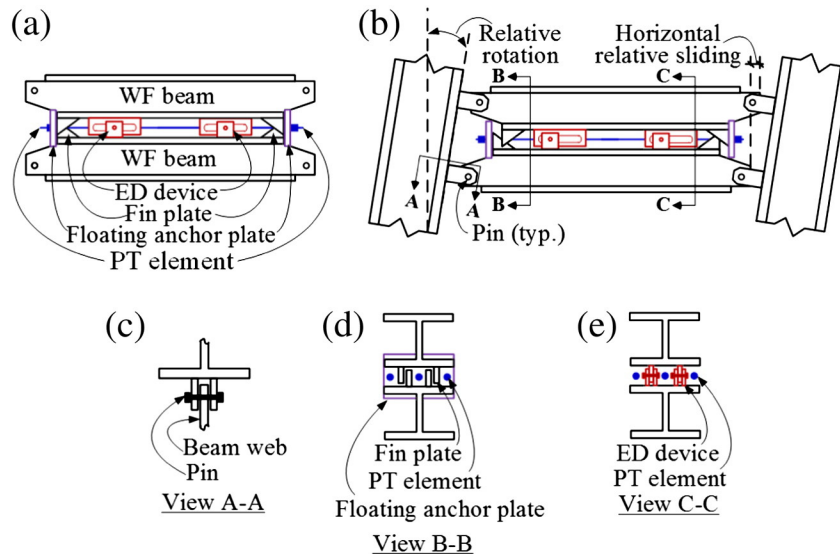 (a)
WF beam
WF beam
ED device
Fin plate
Floating anchor plate
PT element
(b)
Relative
rotation
Horizontal
relative sliding
B
C
A
A
B
C
Pin (typ.)
(c)
Beam web
Pin
View A-A
(d)
Fin plate
PT element
Floating anchor plate
View B-B
(e)
ED device
PT element
View C-C